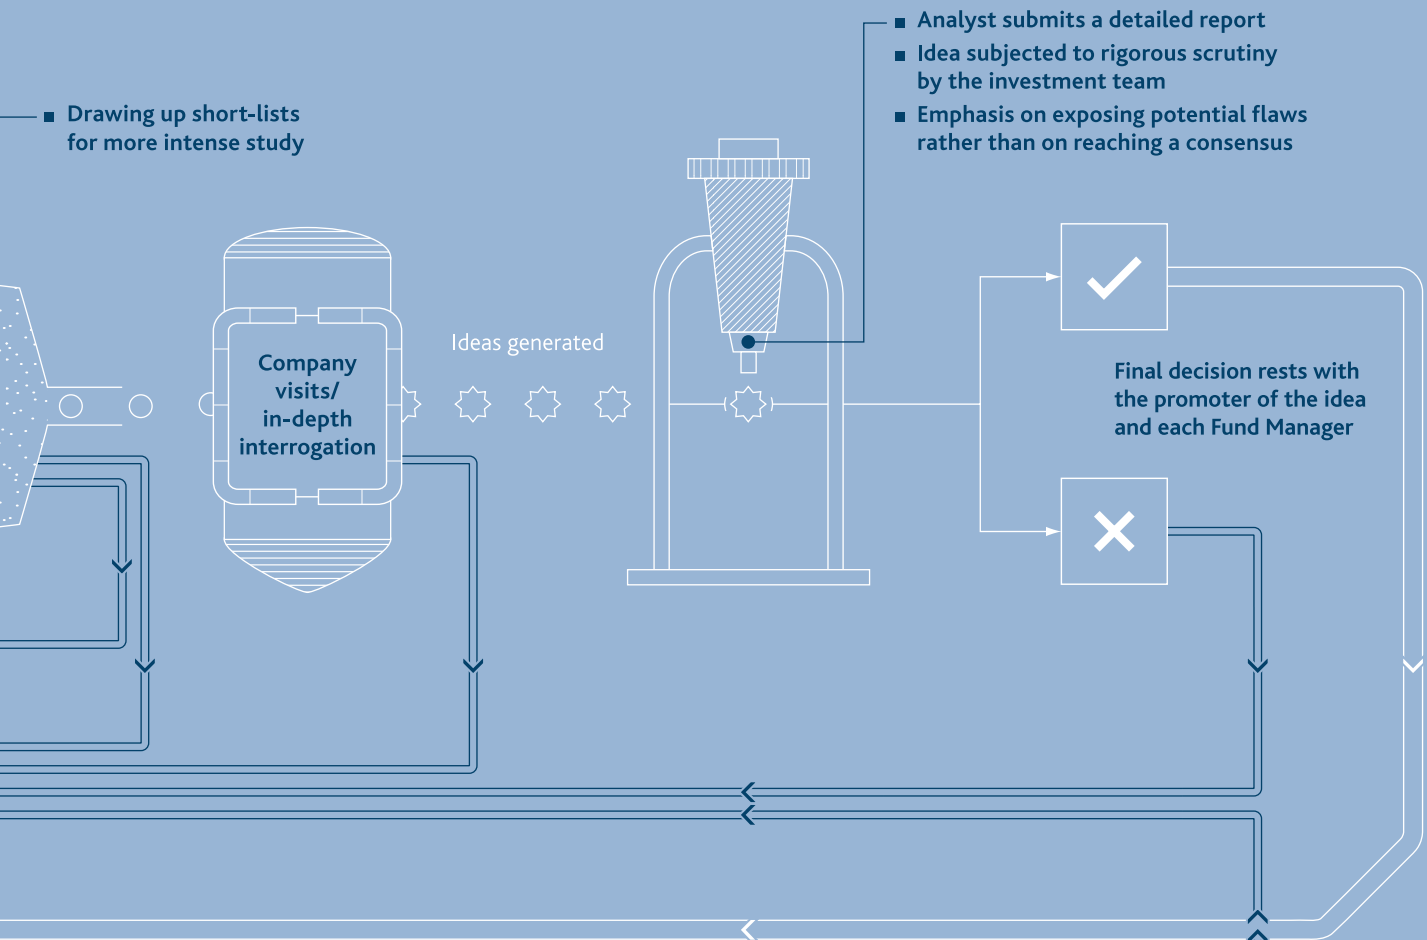 Drawing up short-lists
for more intense study
Analyst submits a detailed report
Idea subjected to rigorous scrutiny
by the investment team
Emphasis on exposing potential flaws
rather than on reaching a consensus
Company
visits/
in-depth
interrogation
Ideas generated
Final decision rests with
the promoter of the idea
and each Fund Manager